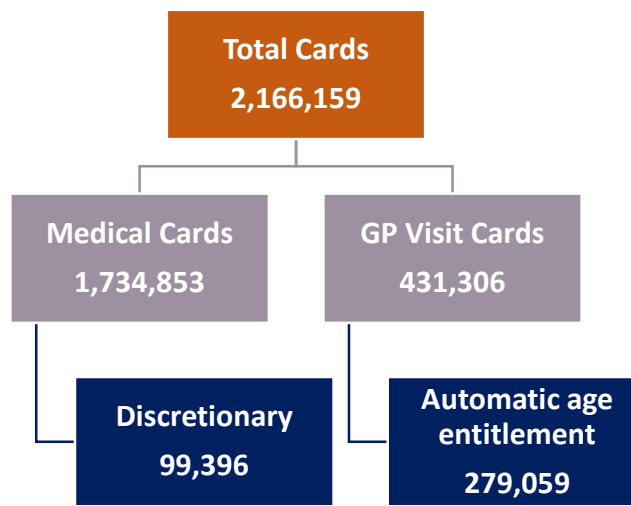 Total Cards
2,166,159
Medical Cards
1,734,853
GP Visit Cards
431,306
Discretionary
99,396
Automatic age
entitlement
279,059